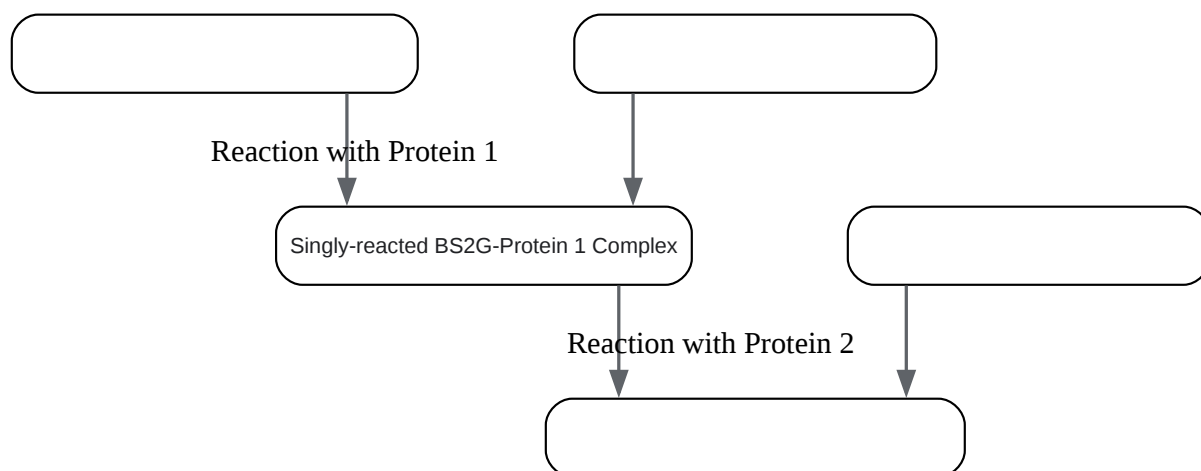 Reaction with Protein 1
Singly-reacted BS2G-Protein 1 Complex
Reaction with Protein 2